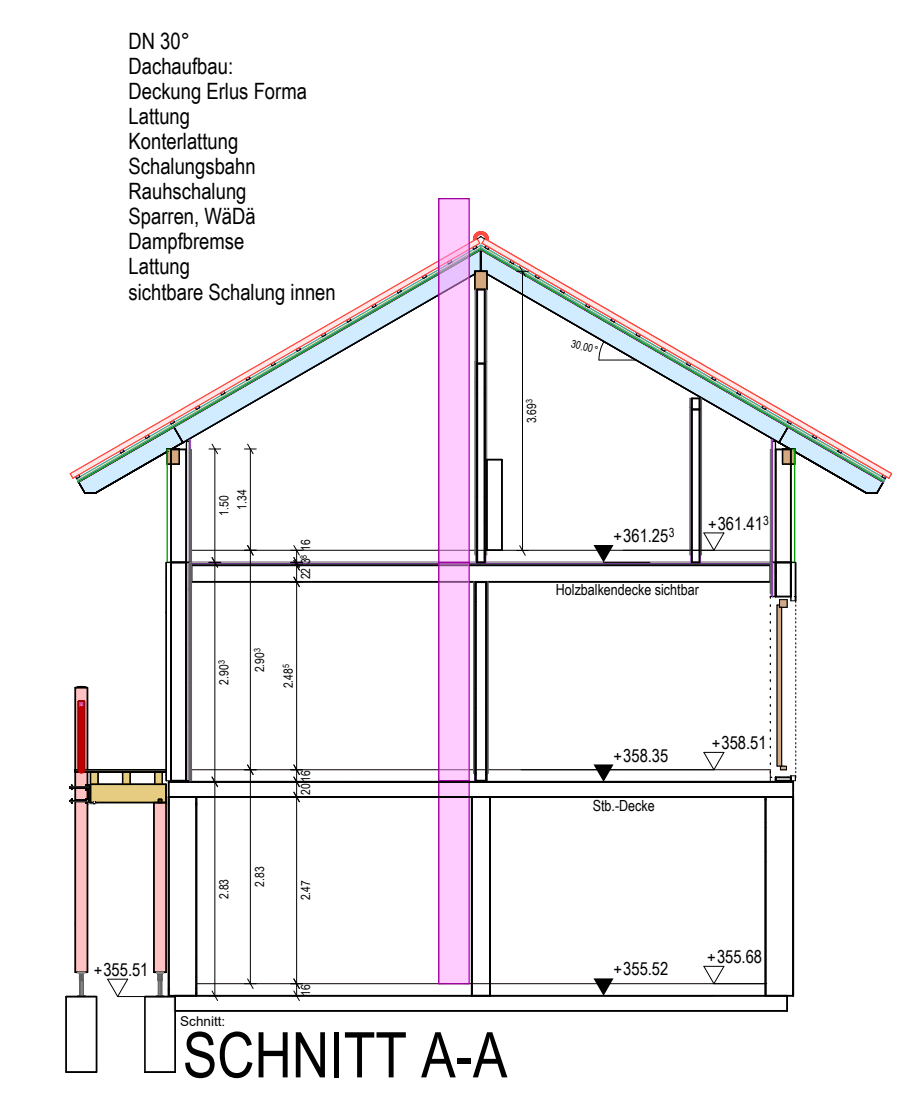 DN 30°
Dachaufbau:
Deckung Erlus Forma
Lattung
Konterlattung
Schalungsbahn
Rauhschalung
Sparren, WäDä
Dampfbremse
Lattung
sichtbare Schalung innen
30.00°
3.69³
1.50
1.34
16
+361.25³
+361.41³
22
Holzbalkendecke sichtbar
2.90³
2.90³
2.48⁵
+358.35
+358.51
16
20
Stb.-Decke
2.83
2.83
2.47
+355.51
+355.52
+355.68
16
Schnitt:
SCHNITT A-A